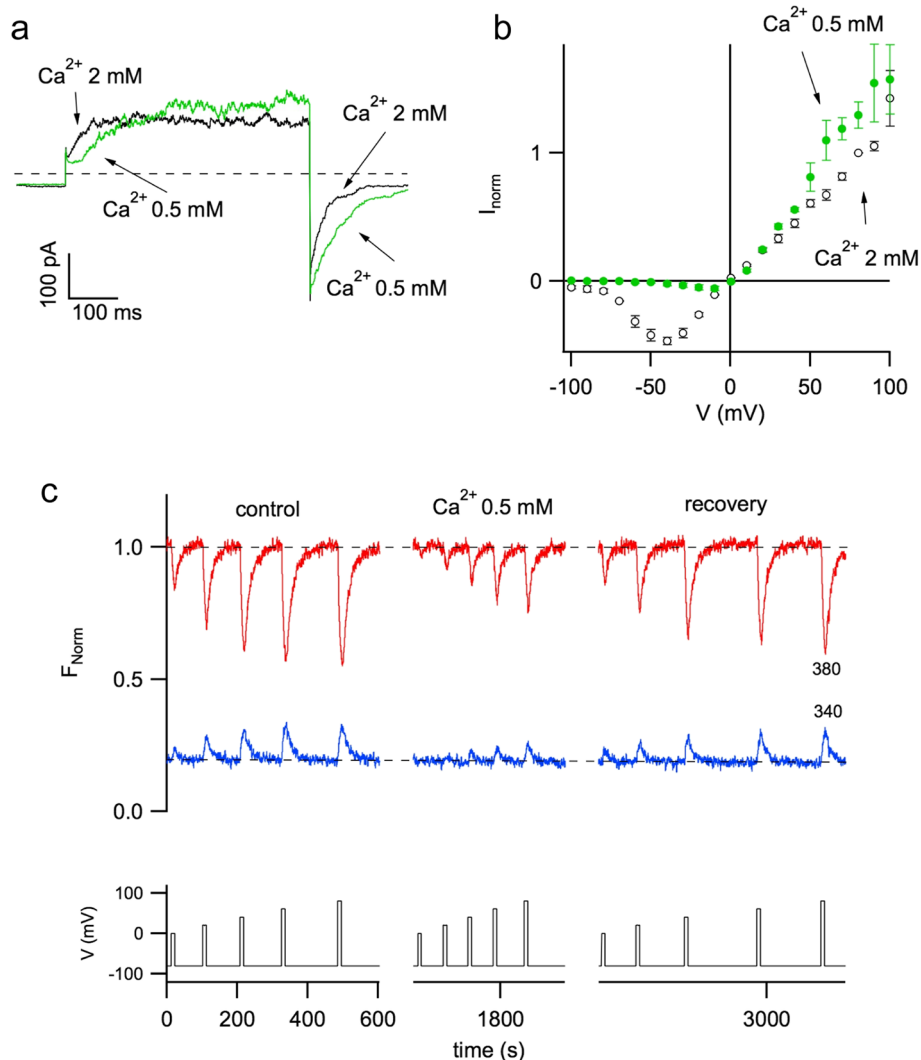 a
Ca2+ 2 mM
Ca2+ 2 mM
Ca2+ 0.5 mM
Ca2+ 0.5 mM
100 pA
100 ms
b
Ca2+
0.5 mM
1
0
Inorm
Ca2+ 2 mM
-100
-50
0
50
100
V (mV)
c
control
Ca2+ 0.5 mM
recovery
1.0
0.5
0.0
FNorm
380
340
100
0
-100
V (mV)
0
200
400
600
1800
3000
time (s)